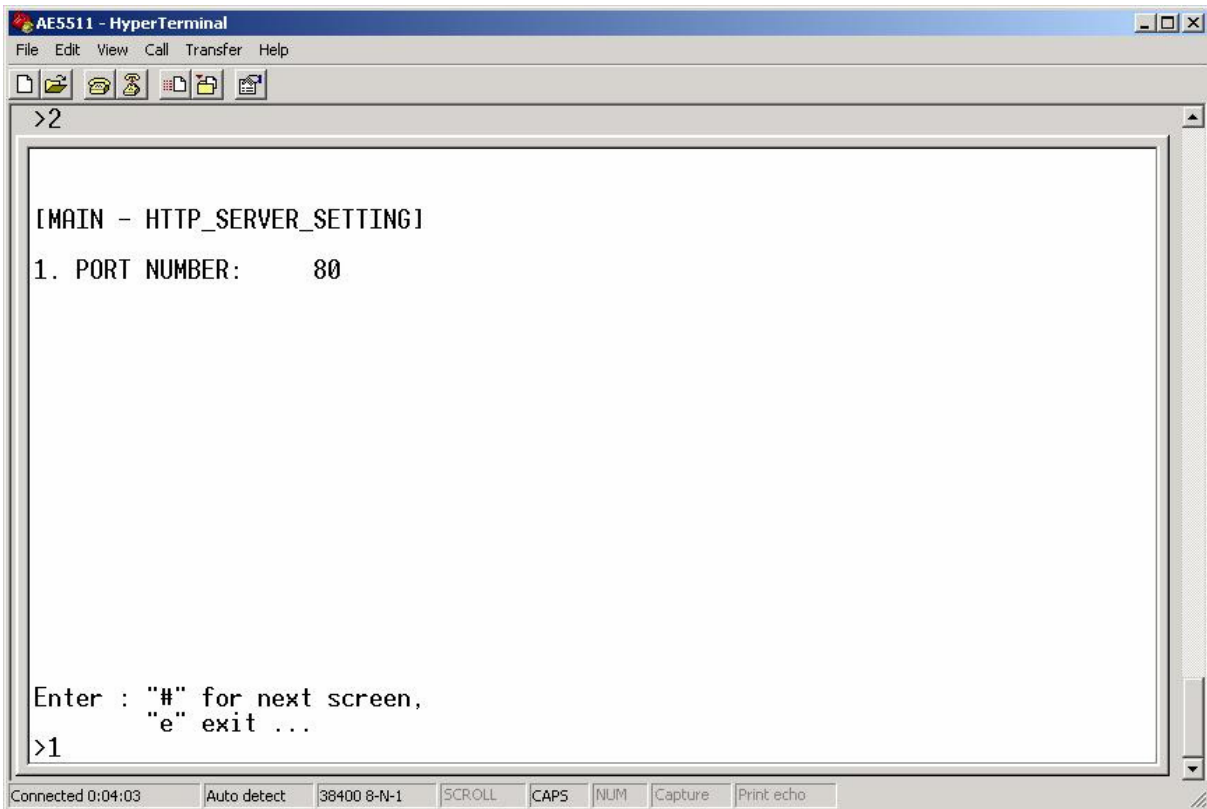 AE5511 - HyperTerminal
File Edit View Call Transfer Help
>2
[MAIN - HTTP_SERVER_SETTING]
1. PORT NUMBER: 80
Enter : "#" for next screen,
"e" exit ...
>1
Connected 0:04:03 Auto detect 38400 8-N-1 SCROLL CAPS NUM Capture Print echo